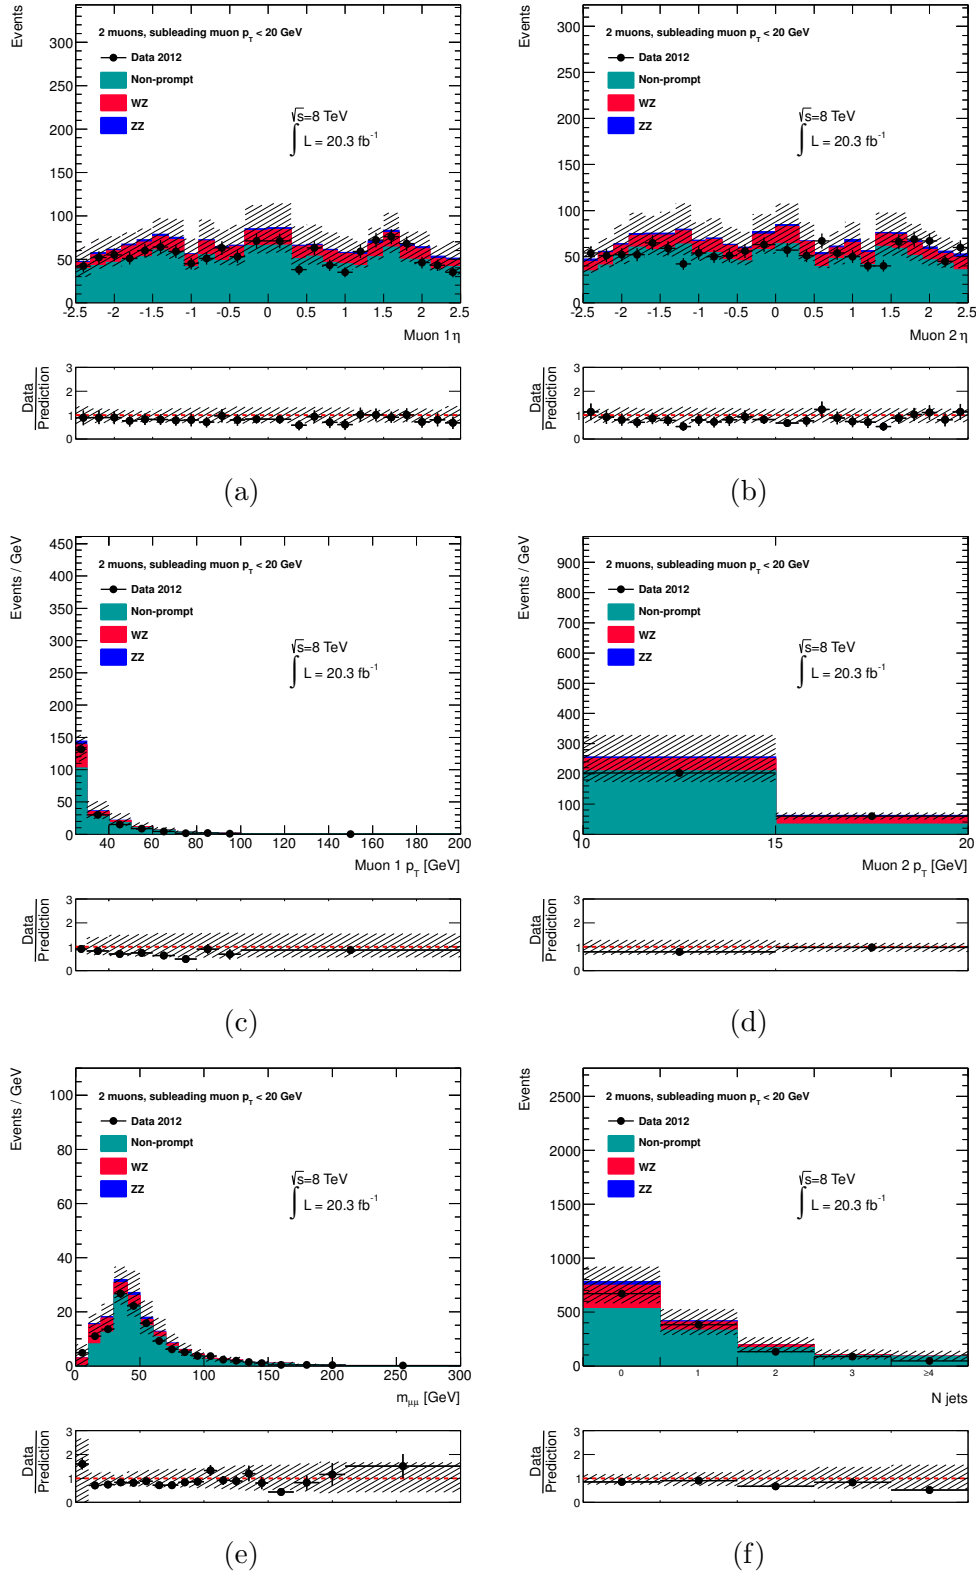 Events
2 muons, subleading muon p_T < 20 GeV
Data 2012
Non-prompt
WZ
ZZ
√s=8 TeV
∫ L = 20.3 fb⁻¹
300
250
200
150
100
50
0
-2.5 -2 -1.5 -1 -0.5 0 0.5 1 1.5 2 2.5
Muon 1 η
Data
Prediction
3
2
1
0
(a)
Events
2 muons, subleading muon p_T < 20 GeV
Data 2012
Non-prompt
WZ
ZZ
√s=8 TeV
∫ L = 20.3 fb⁻¹
300
250
200
150
100
50
0
-2.5 -2 -1.5 -1 -0.5 0 0.5 1 1.5 2 2.5
Muon 2 η
Data
Prediction
3
2
1
0
(b)
Events / GeV
2 muons, subleading muon p_T < 20 GeV
Data 2012
Non-prompt
WZ
ZZ
√s=8 TeV
∫ L = 20.3 fb⁻¹
450
400
350
300
250
200
150
100
50
0
40 60 80 100 120 140 160 180 200
Muon 1 p_T [GeV]
Data
Prediction
3
2
1
0
(c)
Events / GeV
2 muons, subleading muon p_T < 20 GeV
Data 2012
Non-prompt
WZ
ZZ
√s=8 TeV
∫ L = 20.3 fb⁻¹
900
800
700
600
500
400
300
200
100
0
10 15 20
Muon 2 p_T [GeV]
Data
Prediction
3
2
1
0
(d)
Events / GeV
2 muons, subleading muon p_T < 20 GeV
Data 2012
Non-prompt
WZ
ZZ
√s=8 TeV
∫ L = 20.3 fb⁻¹
100
80
60
40
20
0
0 50 100 150 200 250 300
m_μμ [GeV]
Data
Prediction
3
2
1
0
(e)
Events
2 muons, subleading muon p_T < 20 GeV
Data 2012
Non-prompt
WZ
ZZ
√s=8 TeV
∫ L = 20.3 fb⁻¹
2500
2000
1500
1000
500
0
0 1 2 3 ≥4
N jets
Data
Prediction
3
2
1
0
(f)